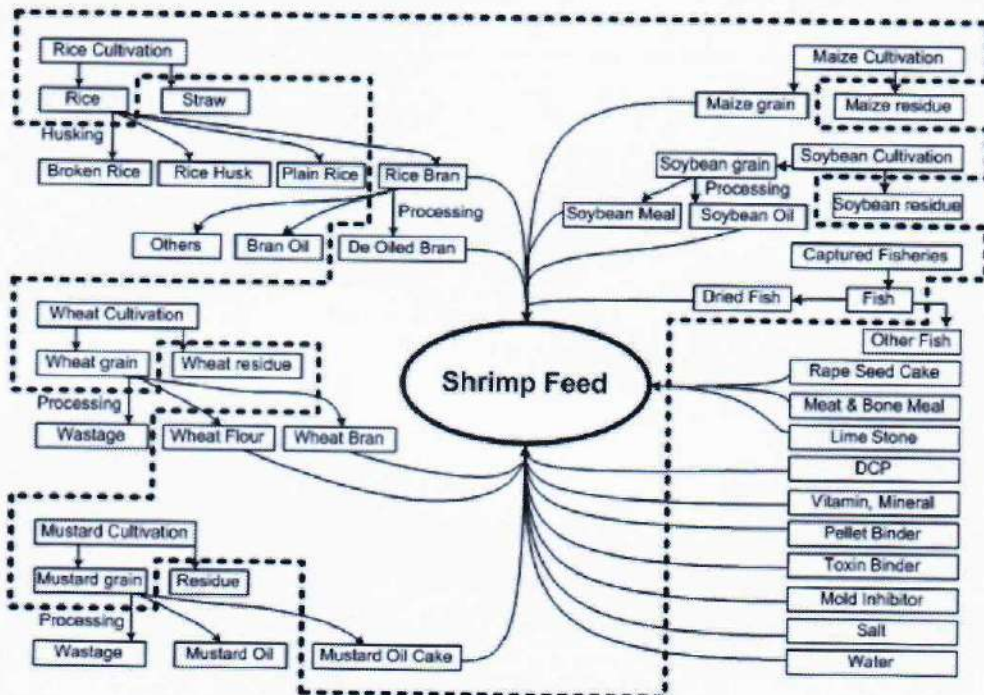 Rice Cultivation
Maize Cultivation
Rice
Straw
Maize grain
Maize residue
Husking
Broken Rice
Rice Husk
Plain Rice
Rice Bran
Soybean grain
Soybean Cultivation
Processing
Soybean Meal
Soybean Oil
Soybean residue
Processing
Others
Bran Oil
De Oiled Bran
Captured Fisheries
Dried Fish
Fish
Other Fish
Wheat Cultivation
Wheat grain
Wheat residue
Processing
Wastage
Wheat Flour
Wheat Bran
Shrimp Feed
Rape Seed Cake
Meat & Bone Meal
Lime Stone
DCP
Vitamin, Mineral
Pellet Binder
Toxin Binder
Mold Inhibitor
Salt
Water
Mustard Cultivation
Mustard grain
Residue
Processing
Wastage
Mustard Oil
Mustard Oil Cake